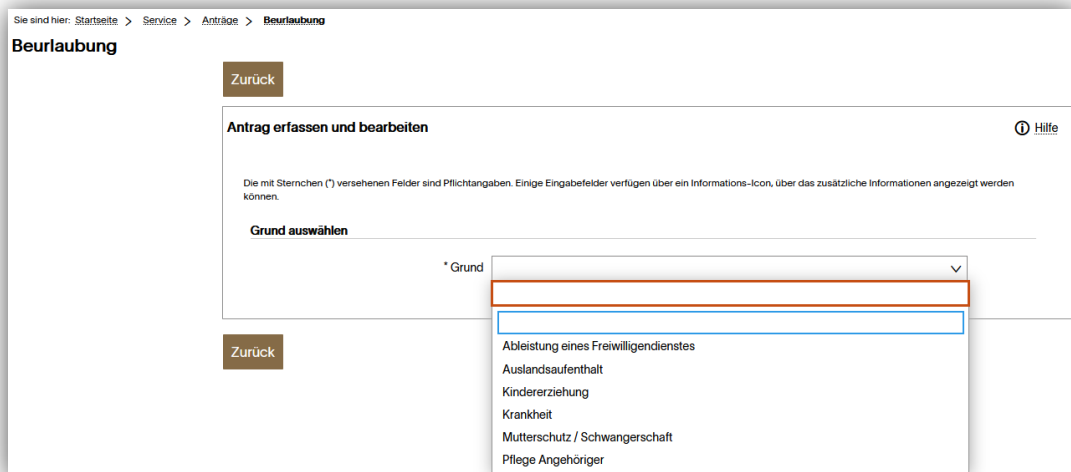 Sie sind hier: Startseite > Service > Anträge > Beurlaubung
Beurlaubung
Zurück
Antrag erfassen und bearbeiten
Hilfe
Die mit Sternchen (*) versehenen Felder sind Pflichtangaben. Einige Eingabefelder verfügen über ein Informations-Icon, über das zusätzliche Informationen angezeigt werden
können.
Grund auswählen
* Grund
Zurück
Ableistung eines Freiwilligendienstes
Auslandsaufenthalt
Kindererziehung
Krankheit
Mutterschutz / Schwangerschaft
Pflege Angehöriger